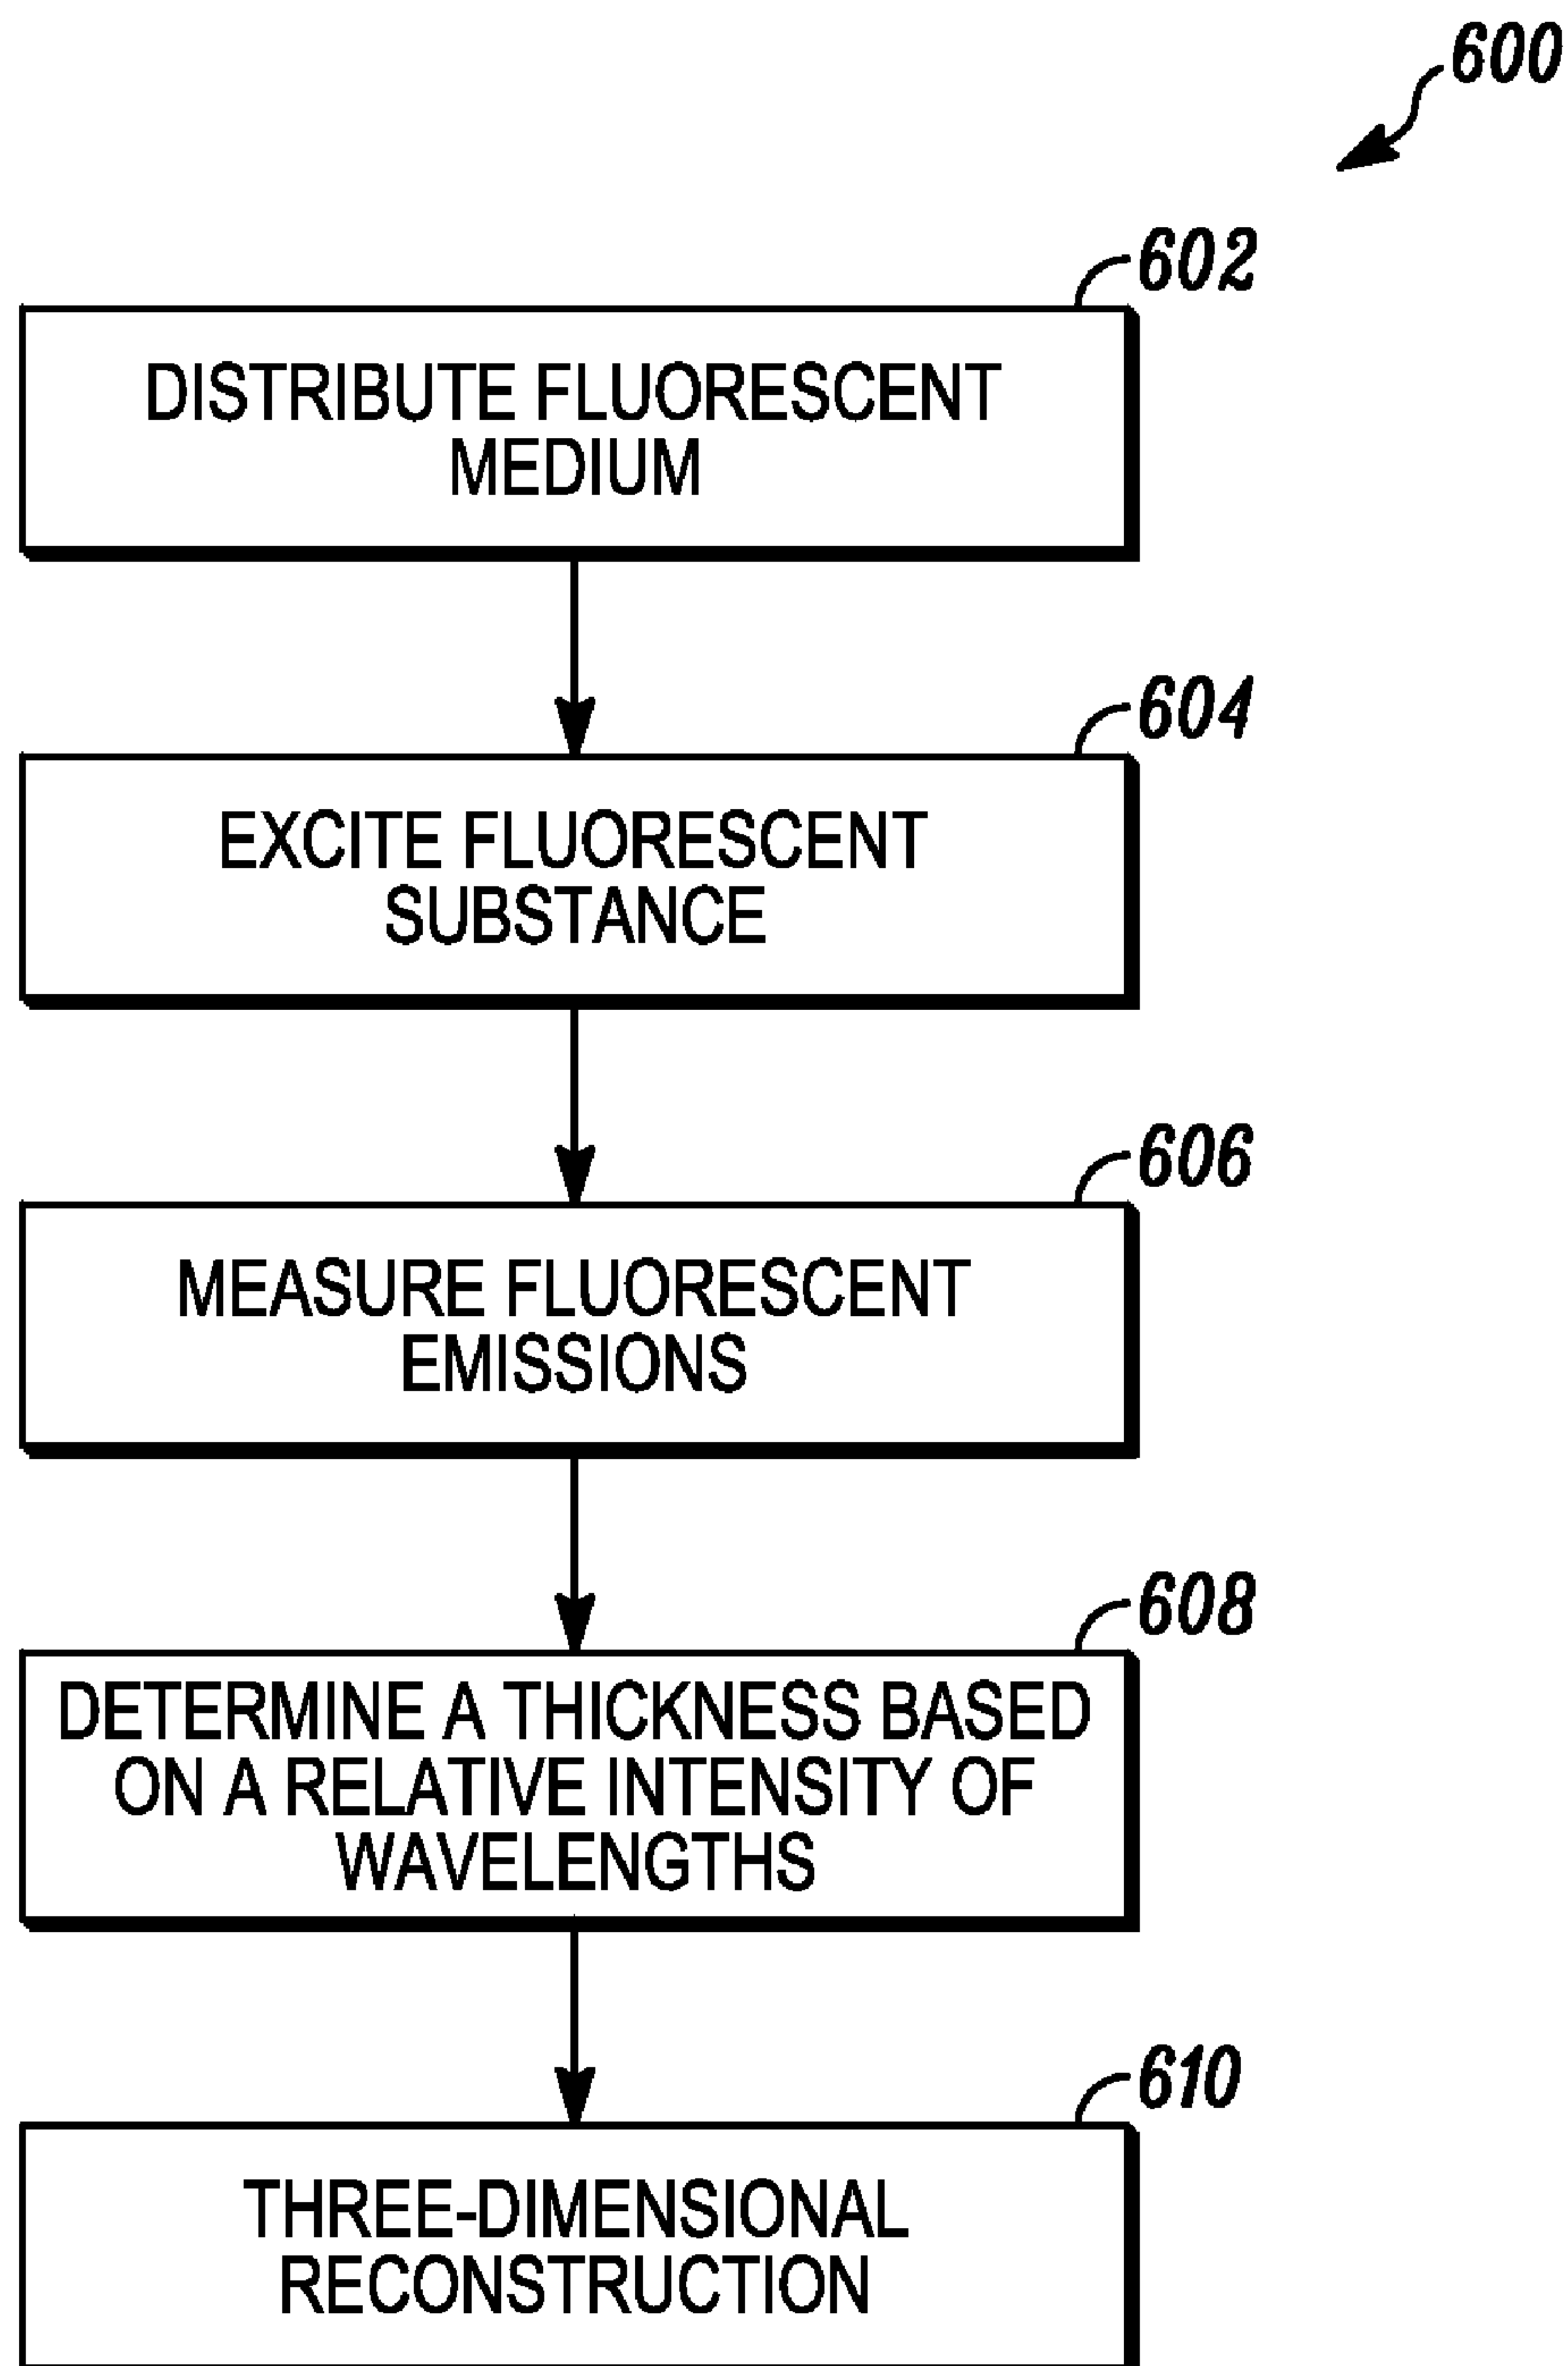 600
602
DISTRIBUTE FLUORESCENT
MEDIUM
604
EXCITE FLUORESCENT
SUBSTANCE
606
MEASURE FLUORESCENT
EMISSIONS
608
DETERMINE A THICKNESS BASED
ON A RELATIVE INTENSITY OF
WAVELENGTHS
610
THREE-DIMENSIONAL
RECONSTRUCTION